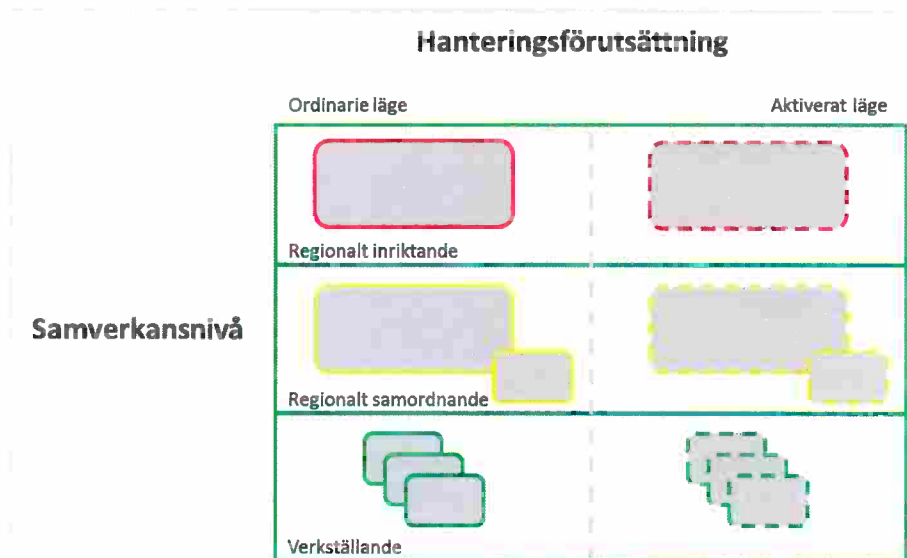 Hanteringsförutsättning
Ordinarie läge
Aktiverat läge
Regionalt inriktande
Samverkansnivå
Regionalt samordnande
Verkställande